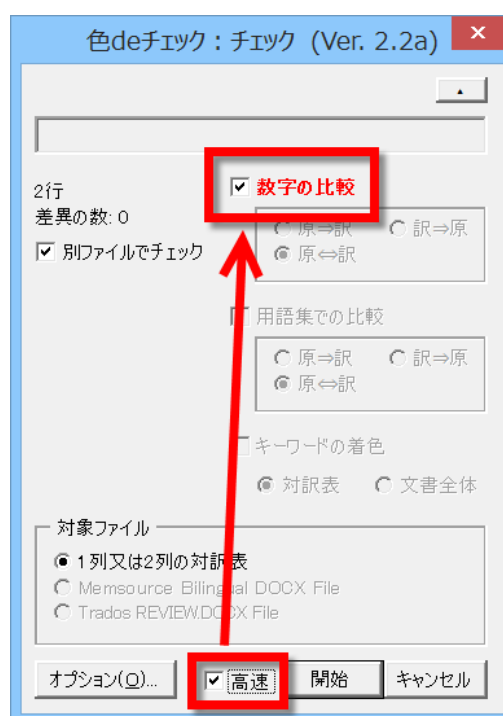 色deチェック：チェック (Ver. 2.2a)
2行
数字の比較
差異の数: 0
原⇒訳 訳⇒原
別ファイルでチェック
原⇔訳
用語集での比較
原⇒訳 訳⇒原
原⇔訳
キーワードの着色
対訳表 文書全体
対象ファイル
1列又は2列の対訳表
Memsource Bilingual DOCX File
Trados REVIEW.DOCX File
オプション(O)... 高速 開始 キャンセル